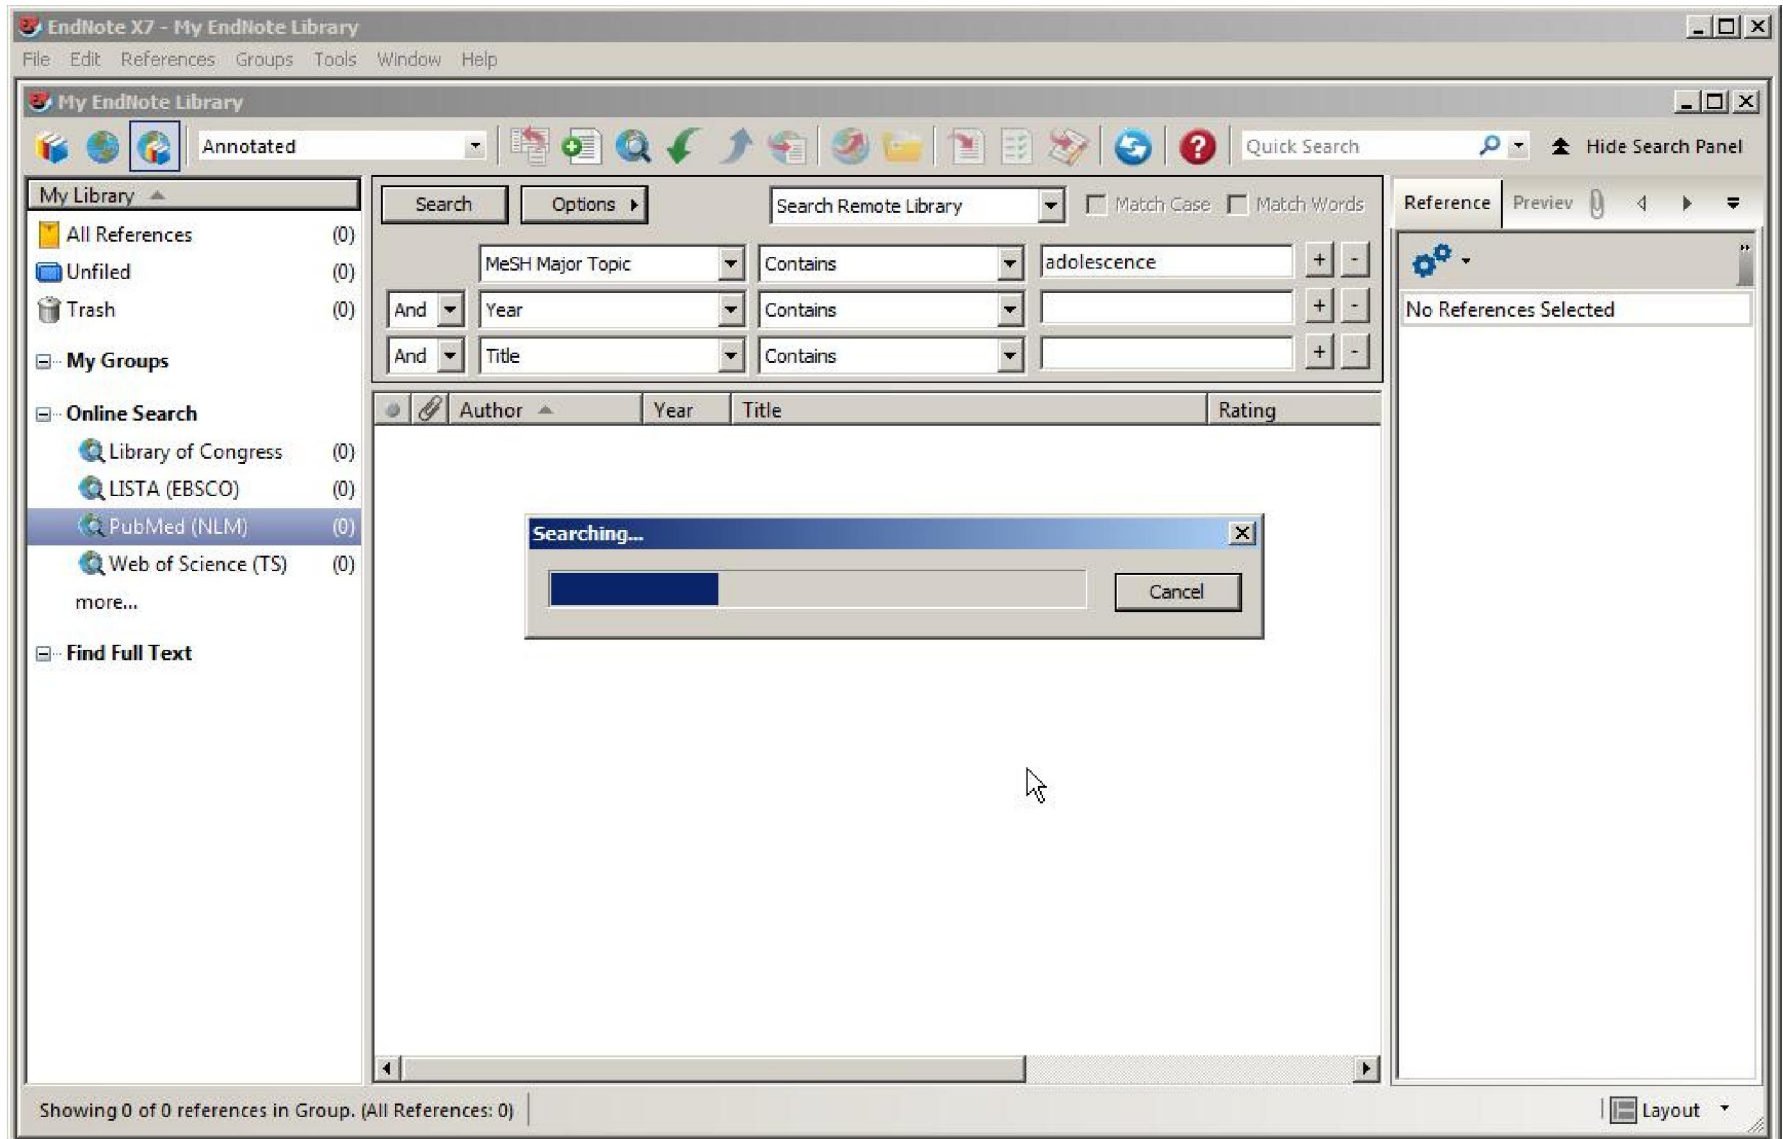 EndNote X7 - My EndNote Library
File Edit References Groups Tools Window Help
My EndNote Library
Annotated Quick Search Hide Search Panel
My Library
All References (0)
Unfiled (0)
Trash (0)
My Groups
Online Search
Library of Congress (0)
LISTA (EBSCO) (0)
PubMed (NLM) (0)
Web of Science (TS) (0)
more...
Find Full Text
Search Options Search Remote Library Match Case Match Words
MeSH Major Topic Contains adolescence + -
And Year Contains + -
And Title Contains + -
Author Year Title Rating
Searching...
Cancel
Reference Previev
No References Selected
Showing 0 of 0 references in Group. (All References: 0)
Layout